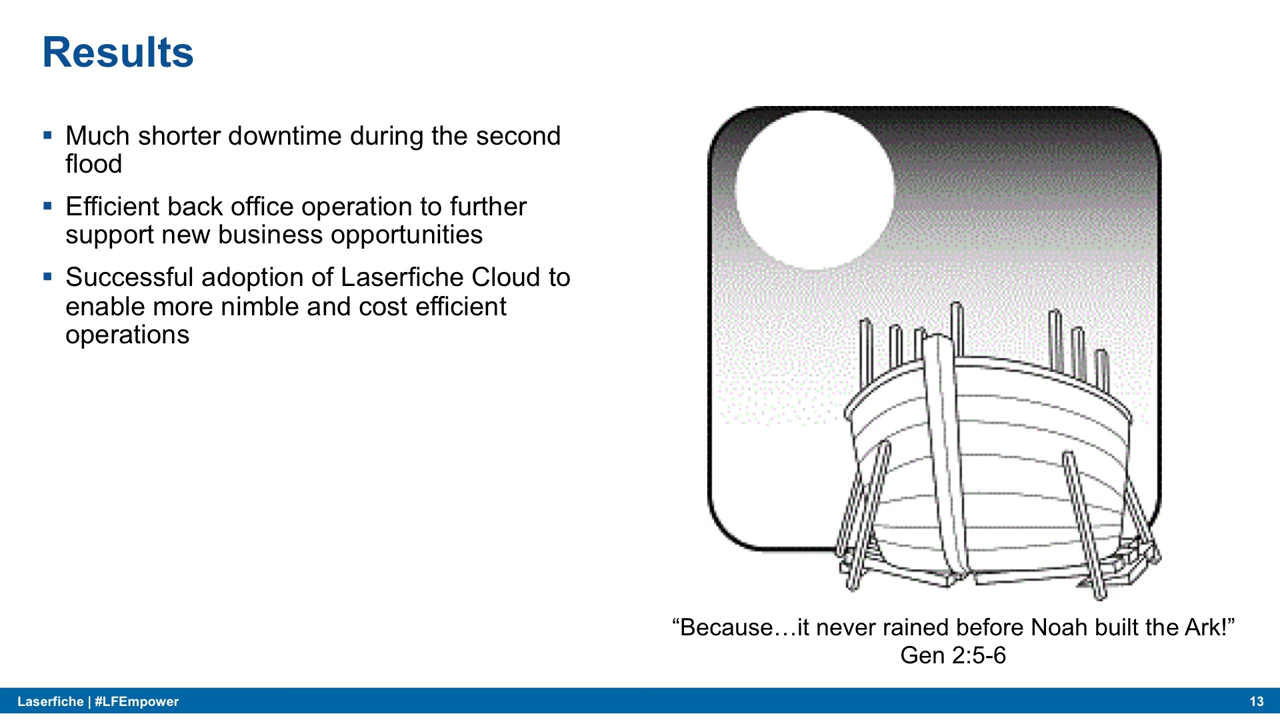 Results
Much shorter downtime during the second
flood
Efficient back office operation to further
support new business opportunities
Successful adoption of Laserfiche Cloud to
enable more nimble and cost efficient
operations
“Because…it never rained before Noah built the Ark!”
Gen 2:5-6
Laserfiche | #LFEmpower
13